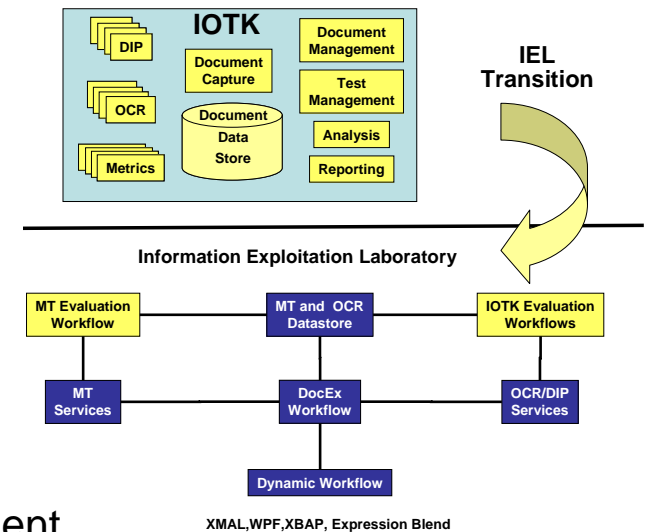 IOTK
DIP
OCR
Metrics
Document
Capture
Document
Data
Store
Document
Management
Test
Management
Analysis
Reporting
IEL
Transition
Information Exploitation Laboratory
MT Evaluation
Workflow
MT and OCR
Datastore
IOTK Evaluation
Workflows
MT
Services
DocEx
Workflow
OCR/DIP
Services
Dynamic Workflow
ent
XMAL,WPF,XBAP, Expression Blend